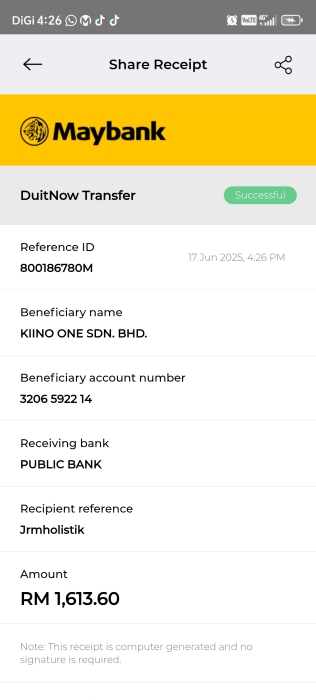 DiGi 4:26
Share Receipt
Maybank
DuitNow Transfer
Successful
Reference ID
17 Jun 2025, 4:26 PM
800186780M
Beneficiary name
KIINO ONE SDN. BHD.
Beneficiary account number
3206 5922 14
Receiving bank
PUBLIC BANK
Recipient reference
Jrmholistik
Amount
RM 1,613.60
Note: This receipt is computer generated and no
signature is required.